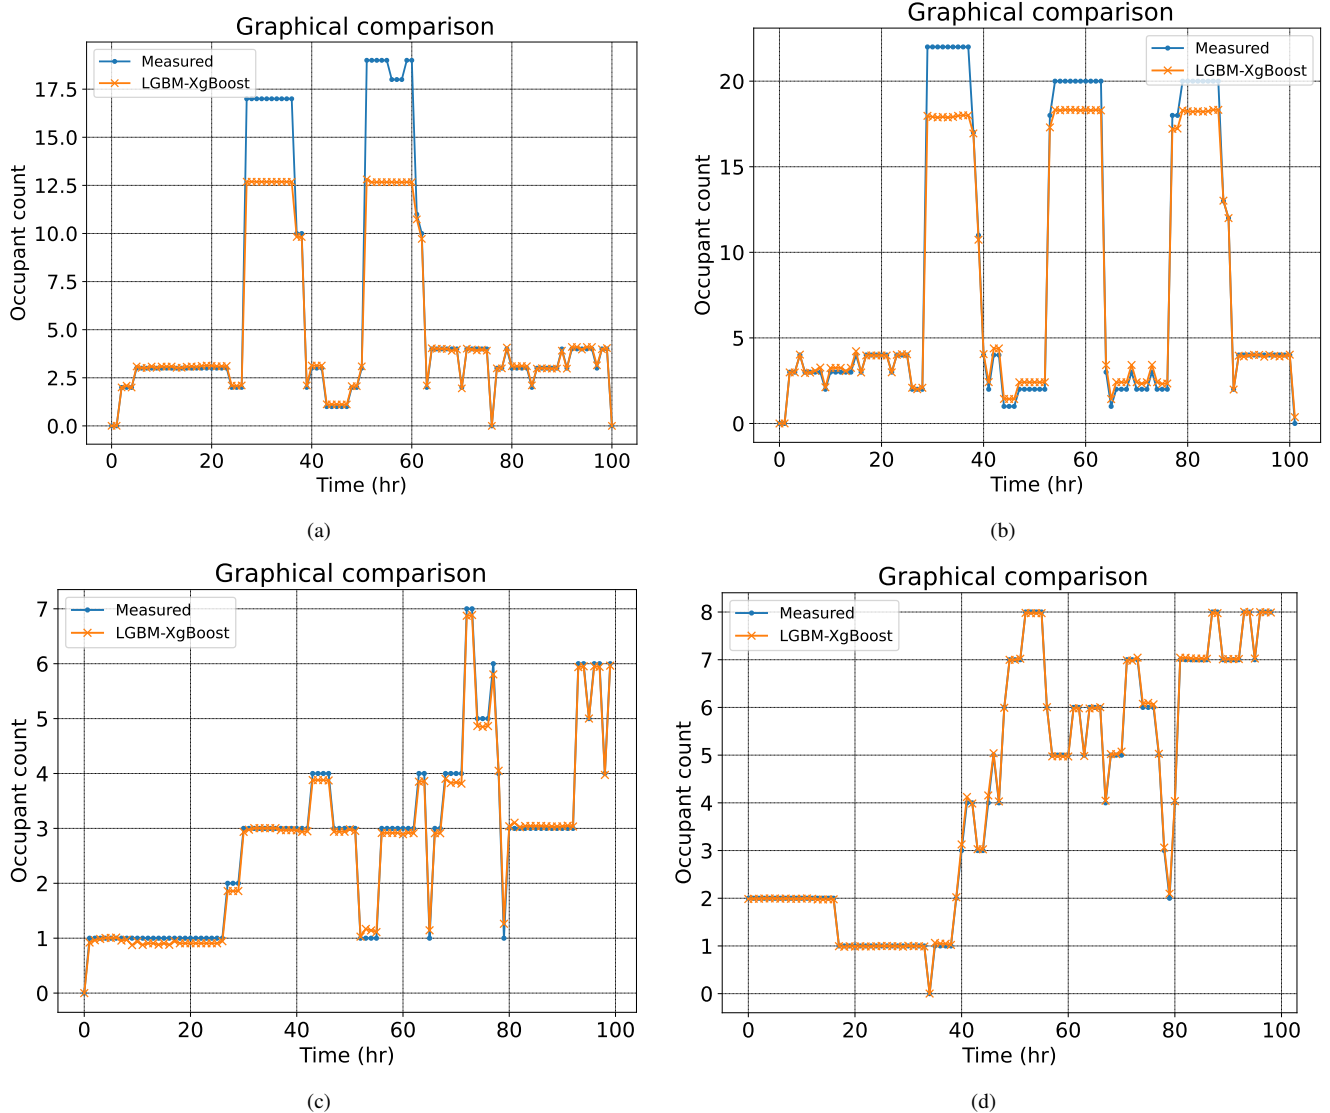 Graphical comparison
Measured
LGBM-XgBoost
17.5
15.0
12.5
10.0
7.5
5.0
2.5
0.0
Occupant count
0 20 40 60 80 100
Time (hr)
(a)
Graphical comparison
Measured
LGBM-XgBoost
20
15
10
5
0
Occupant count
0 20 40 60 80 100
Time (hr)
(b)
Graphical comparison
Measured
LGBM-XgBoost
7
6
5
4
3
2
1
0
Occupant count
0 20 40 60 80 100
Time (hr)
(c)
Graphical comparison
Measured
LGBM-XgBoost
8
7
6
5
4
3
2
1
0
Occupant count
0 20 40 60 80 100
Time (hr)
(d)